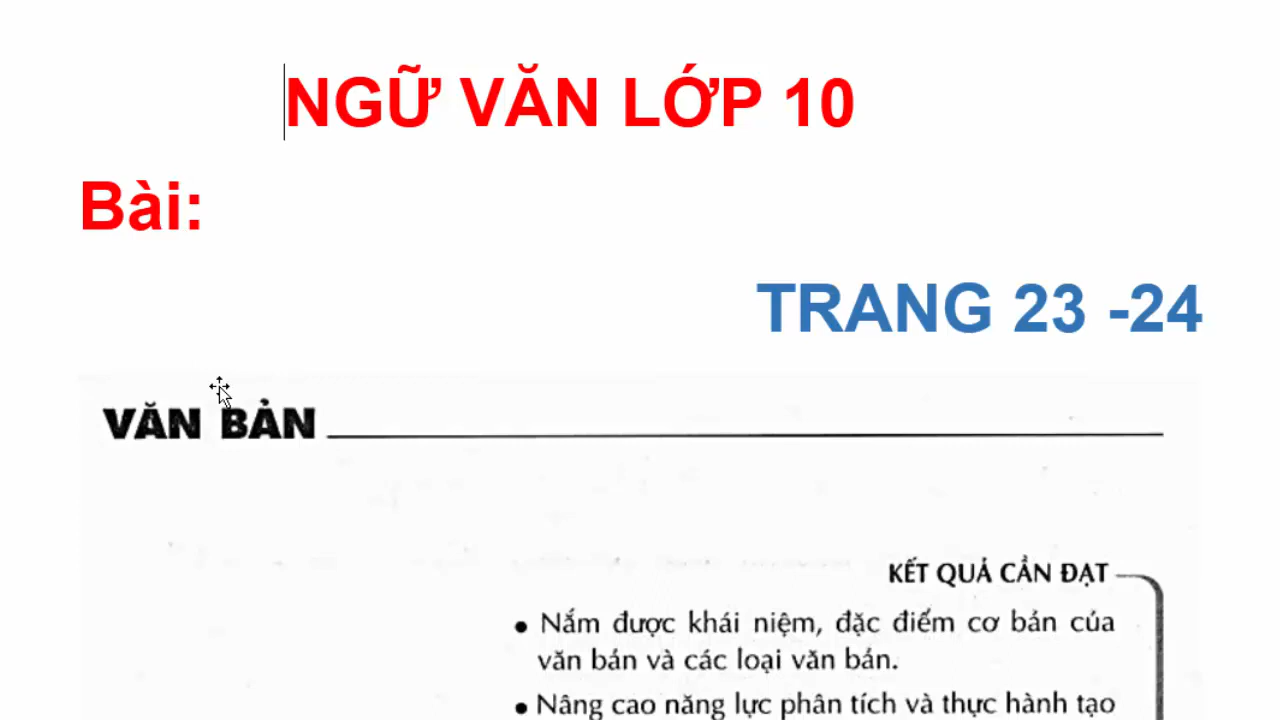 NGỮ VĂN LỚP 10
Bài:
TRANG 23 -24
VĂN BẢN
KẾT QUẢ CẦN ĐẠT
• Nắm được khái niệm, đặc điểm cơ bản của
văn bản và các loại văn bản.
• Nâng cao năng lực phân tích và thực hành tạo